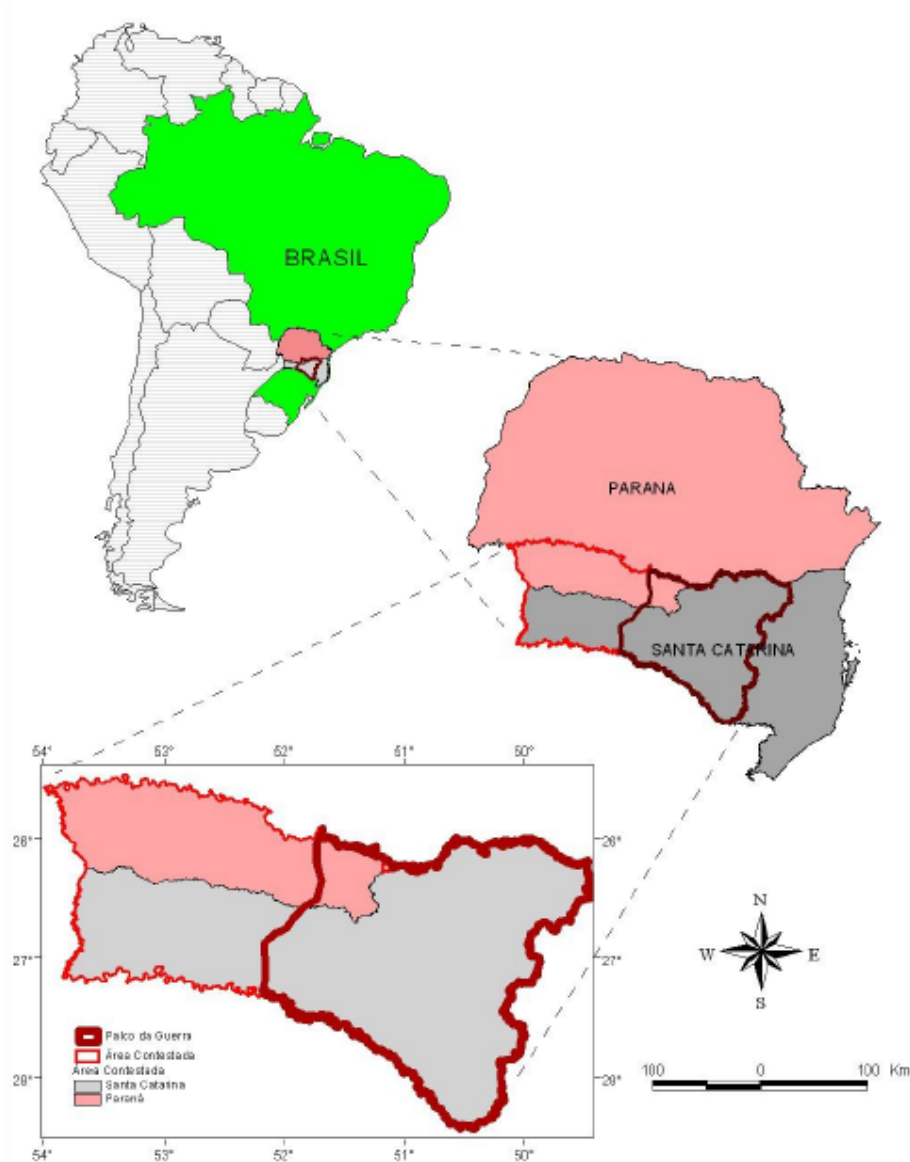 BRASIL
PARANA
SANTA CATARINA
54° 53° 52° 51° 50°
26° 26°
27° 27°
28° 28°
Palco da Guerra
Área Contestada
Área Contestada
Santa Catarina
Paraná
54° 53° 52° 51° 50°
N
W E
S
100 0 100 Km